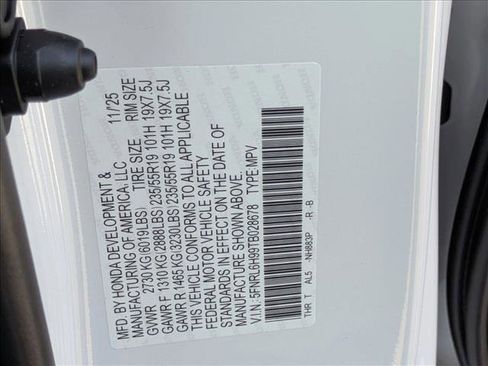 MFD. BY HONDA DEVELOPMENT & 11/25
MANUFACTURING OF AMERICA, LLC
GVWR 2730 KG (6019LBS) TIRE SIZE RIM SIZE
GAWR F 1310 KG (2888LBS) 235/55R19 101H 19X7.5J
GAWR R 1465 KG (3230LBS) 235/55R19 101H 19X7.5J
THIS VEHICLE CONFORMS TO ALL APPLICABLE
FEDERAL MOTOR VEHICLE SAFETY
STANDARDS IN EFFECT ON THE DATE OF
MANUFACTURE SHOWN ABOVE.
V.I.N.: 5FNRL6H99TB028678 TYPE: MPV
THR T AL5 -NH883P -R -B